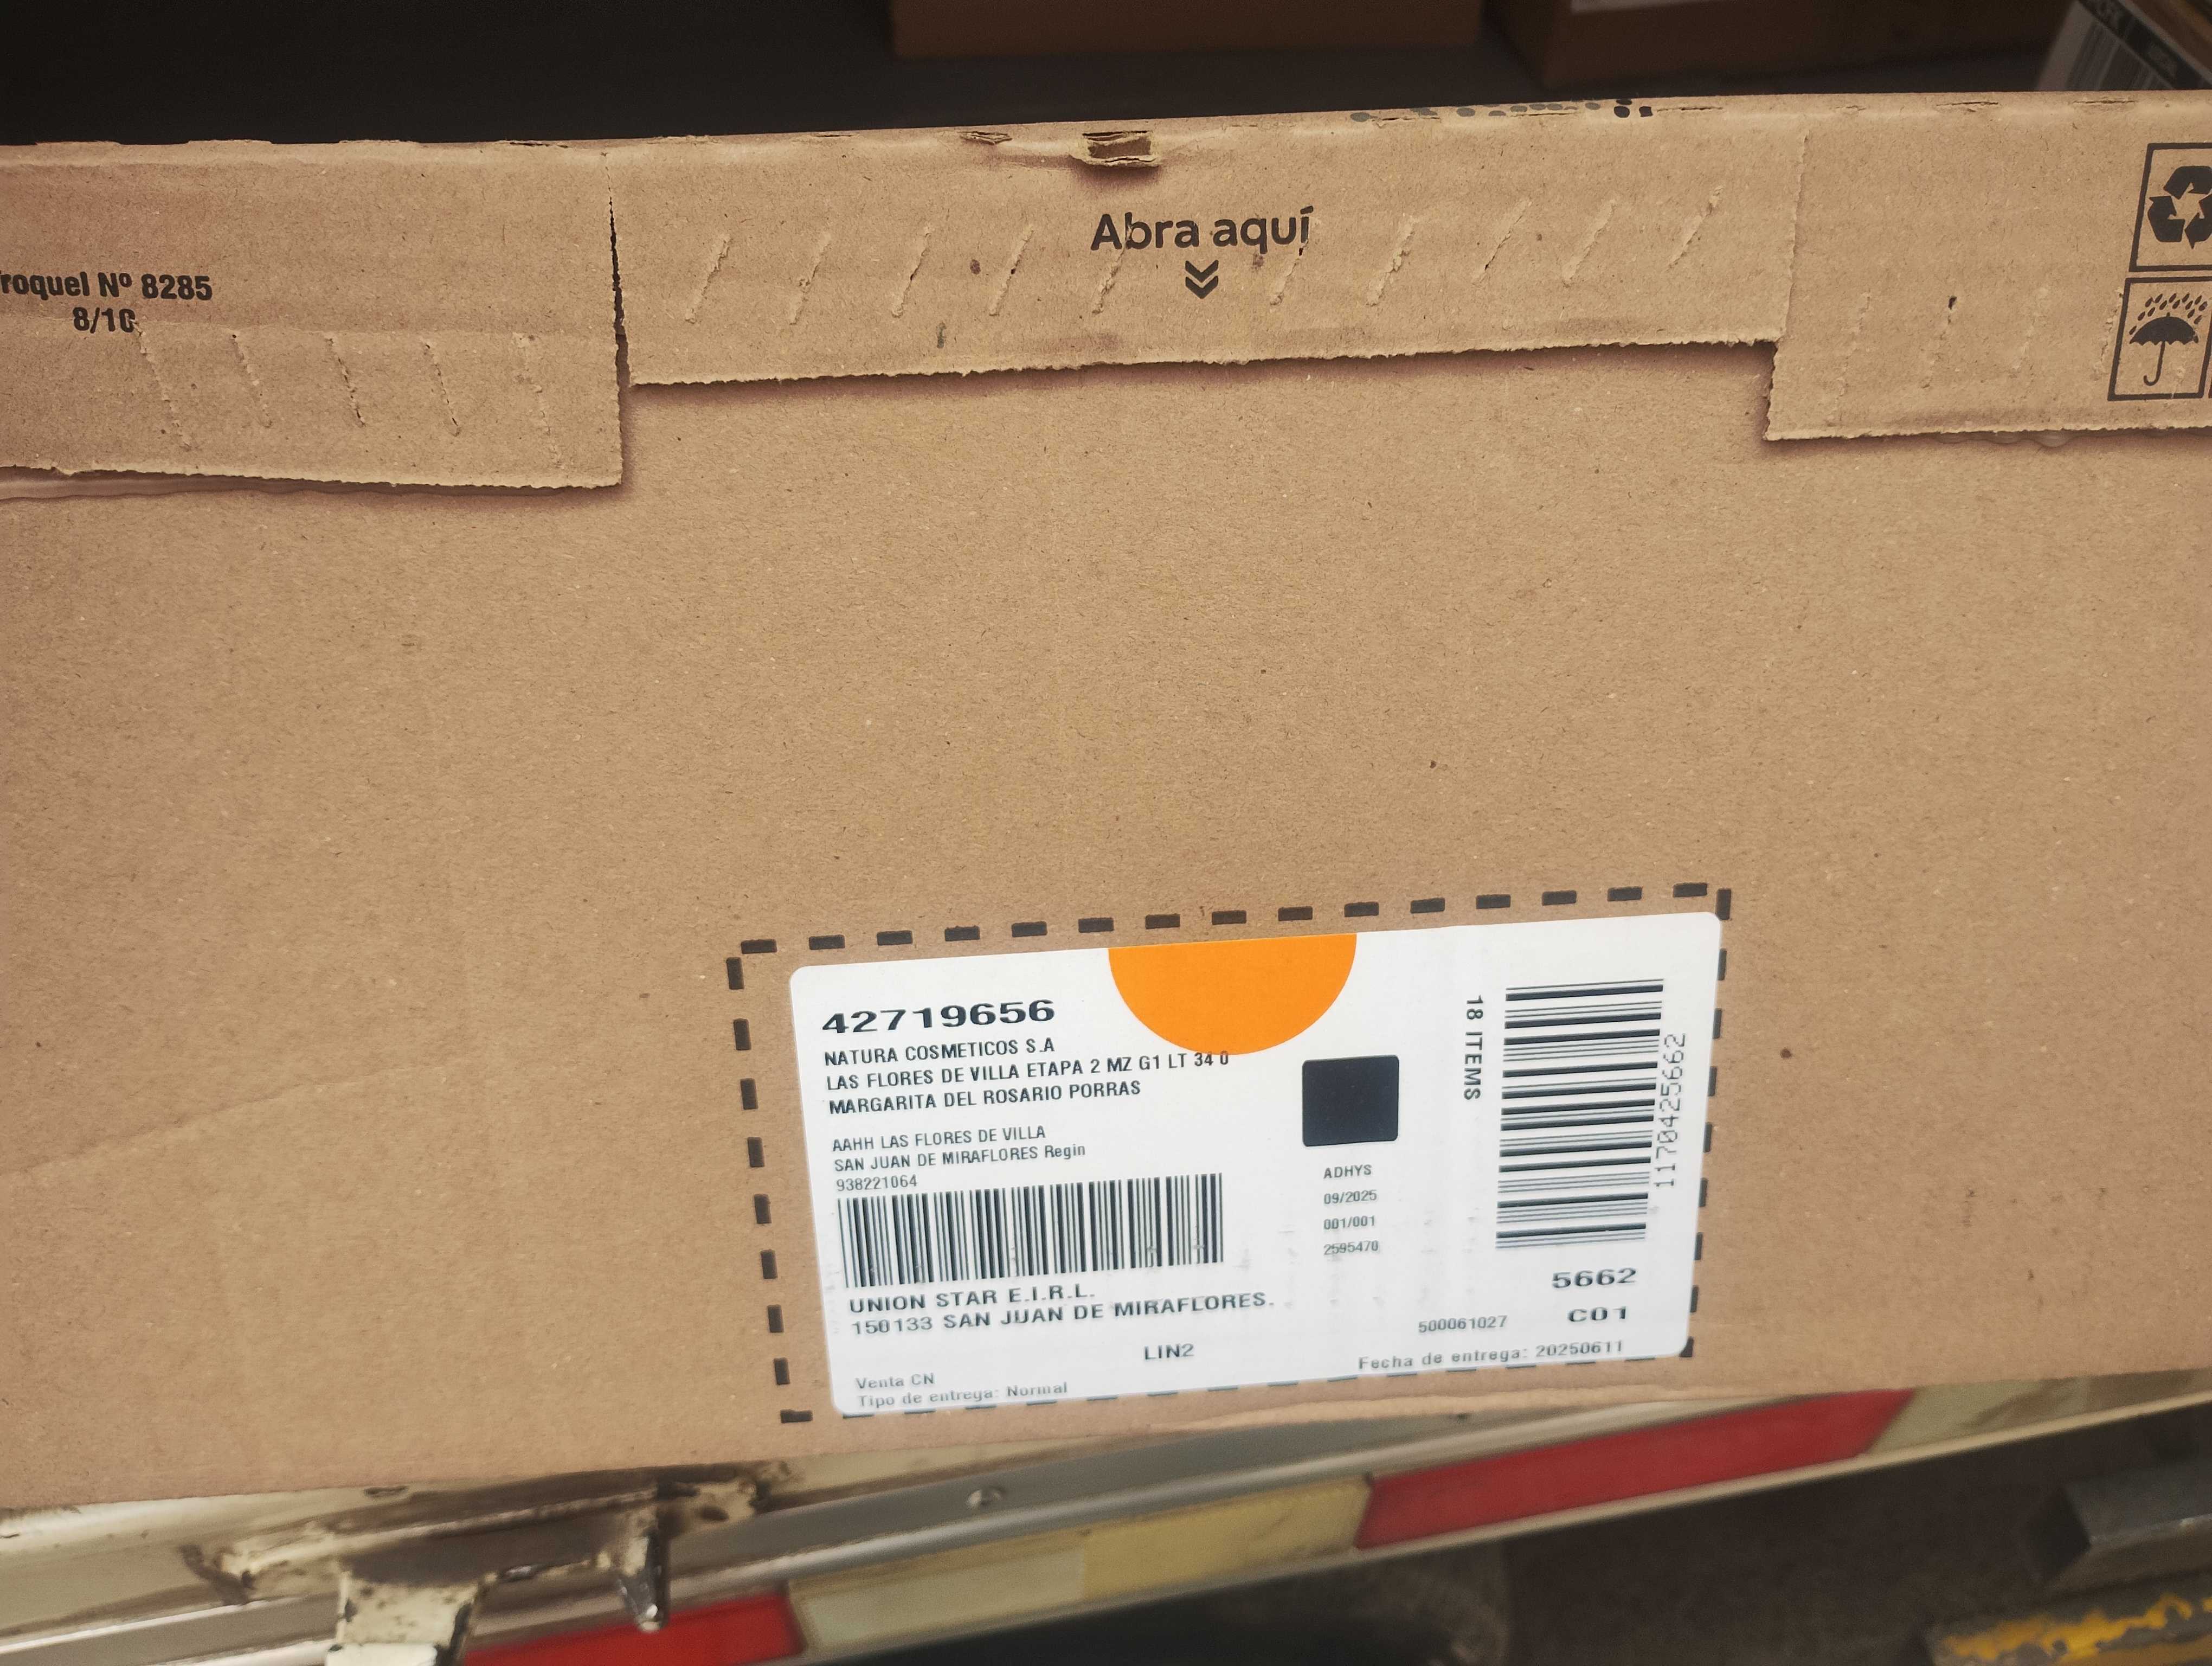 Abra aquí
roquel Nº 8285
8/10
42719656
NATURA COSMETICOS S.A
LAS FLORES DE VILLA ETAPA 2 MZ G1 LT 34 0
MARGARITA DEL ROSARIO PORRAS
AAHH LAS FLORES DE VILLA
SAN JUAN DE MIRAFLORES Regin
938221064
UNION STAR E.I.R.L.
150133 SAN JUAN DE MIRAFLORES.
LIN2
Venta CN
Tipo de entrega: Normal
ADHYS
09/2025
001/001
2595470
18 ITEMS
1170425662
5662
C01
500061027
Fecha de entrega: 20250611